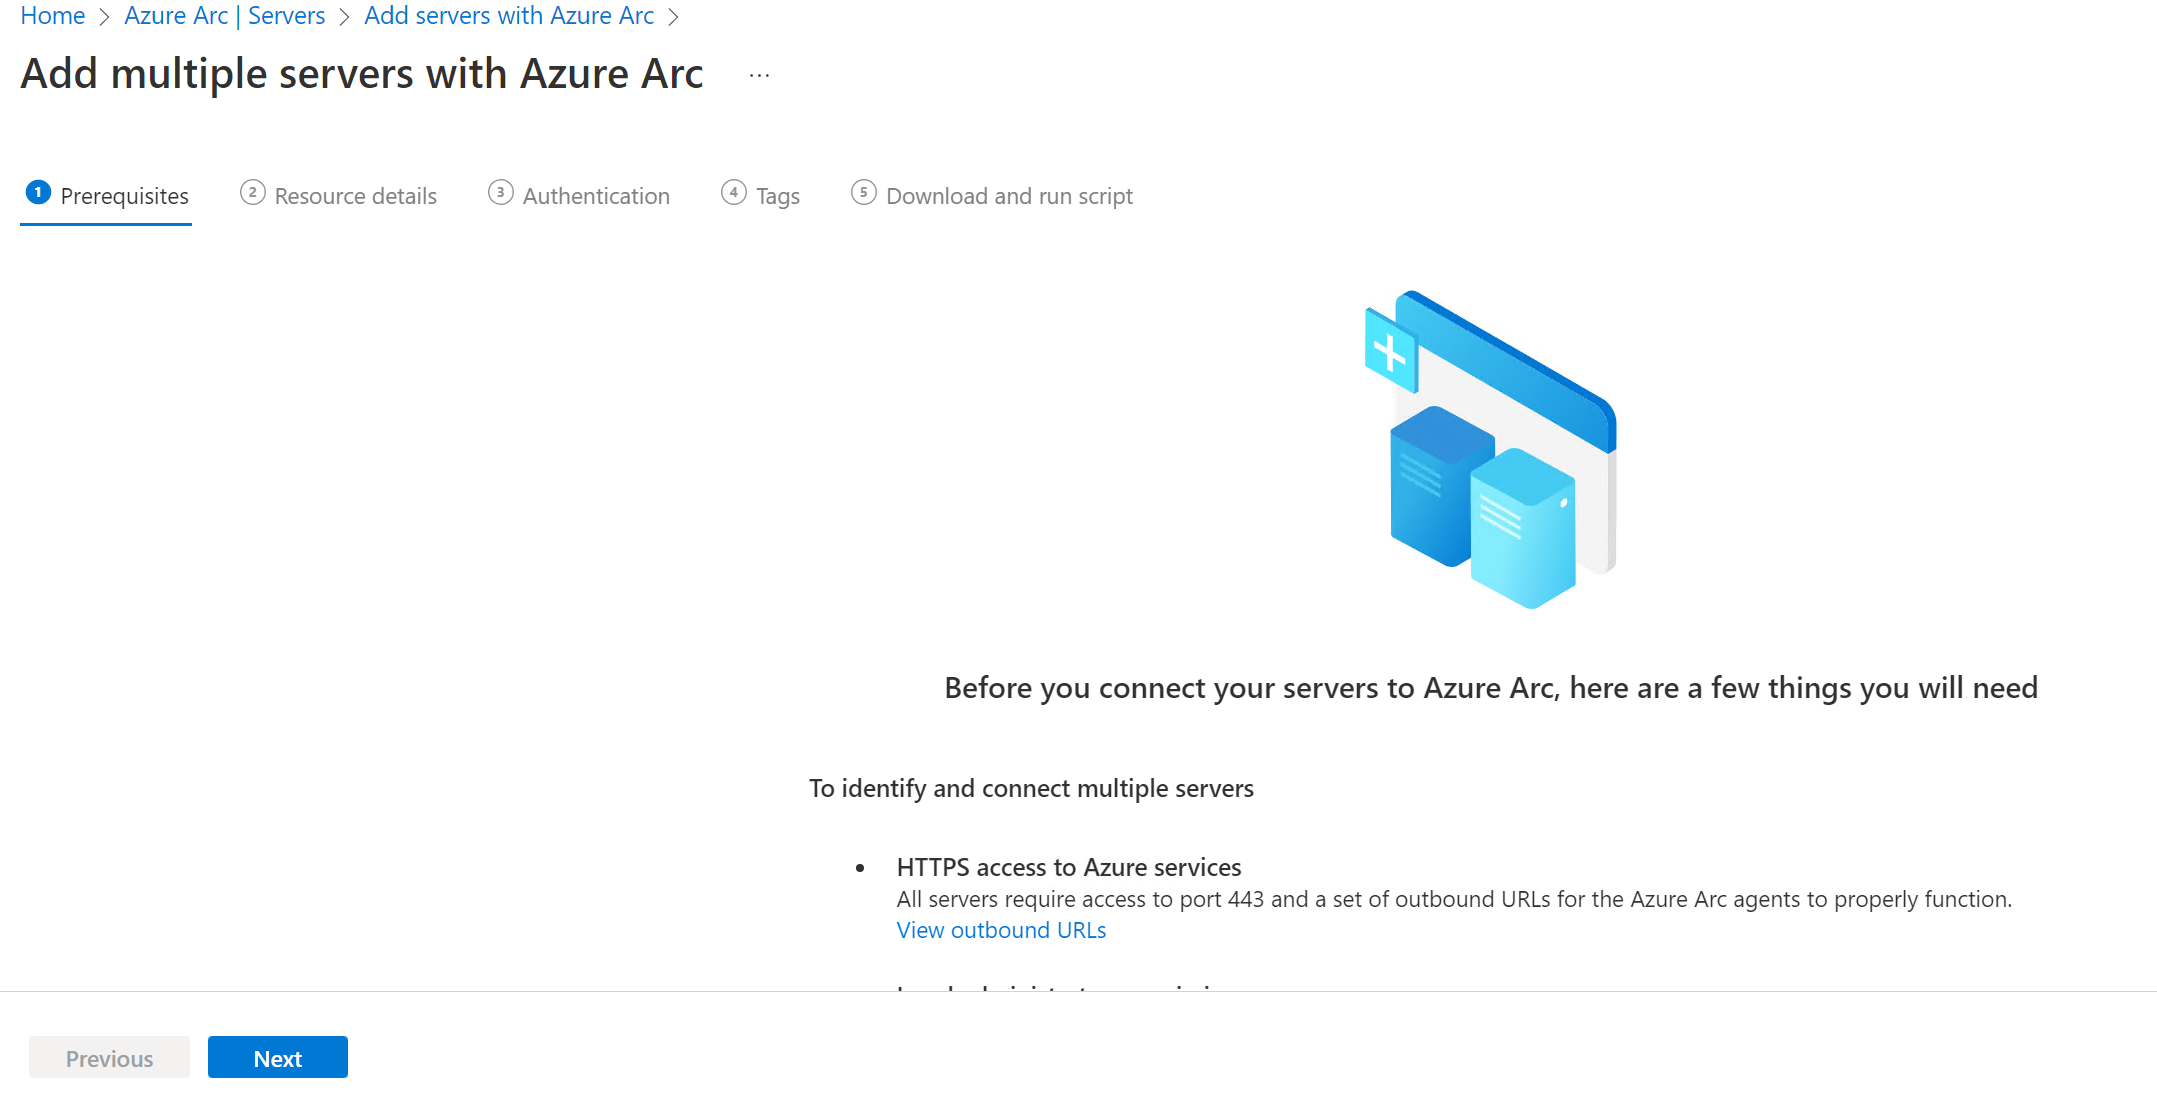 Home > Azure Arc | Servers > Add servers with Azure Arc >
Add multiple servers with Azure Arc ...
1 Prerequisites 2 Resource details 3 Authentication 4 Tags 5 Download and run script
Before you connect your servers to Azure Arc, here are a few things you will need
To identify and connect multiple servers
• HTTPS access to Azure services
All servers require access to port 443 and a set of outbound URLs for the Azure Arc agents to properly function.
View outbound URLs
Previous Next